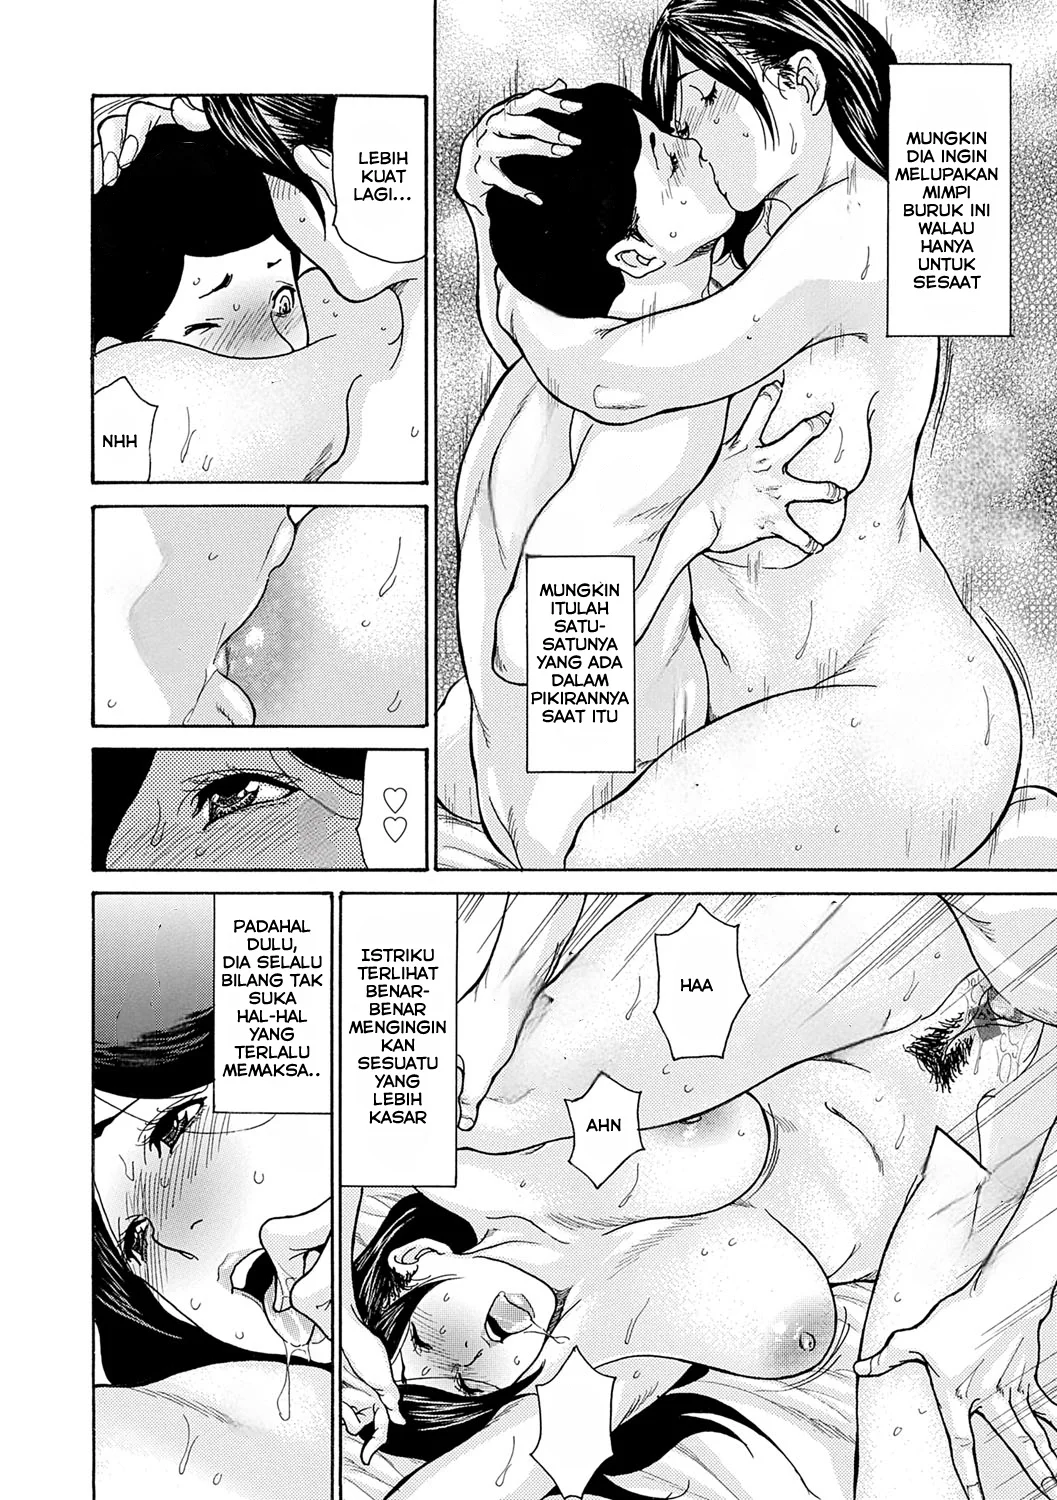 MUNGKIN
DIA INGIN
MELUPAKAN
MIMPI
BURUK INI
WALAU
HANYA
UNTUK
SESAAT
MUNGKIN
ITULAH
SATU-
SATUNYA
YANG ADA
DALAM
PIKIRANNYA
SAAT ITU
LEBIH
KUAT
LAGI...
NHH
♡
♡
HAA
AHN
ISTRIKU
TERLIHAT
BENAR-
BENAR
MENGINGIN
KAN
SESUATU
YANG
LEBIH
KASAR
PADAHAL
DULU,
DIA SELALU
BILANG TAK
SUKA
HAL-HAL
YANG
TERLALU
MEMAKSA..